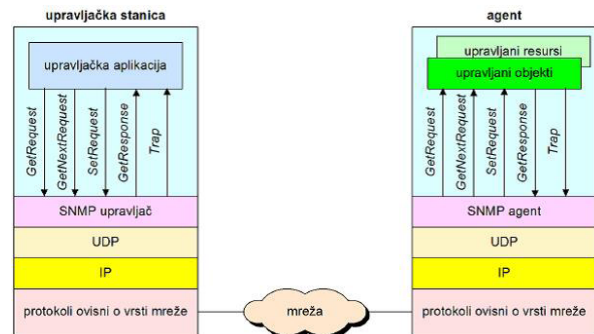 upravljačka stanica
upravljačka aplikacija
GetRequest
GetNextRequest
SetRequest
GetResponse
Trap
SNMP upravljač
UDP
IP
protokoli ovisni o vrsti mreže
mreža
agent
upravljani resursi
upravljani objekti
GetRequest
GetNextRequest
SetRequest
GetResponse
Trap
SNMP agent
UDP
IP
protokoli ovisni o vrsti mreže